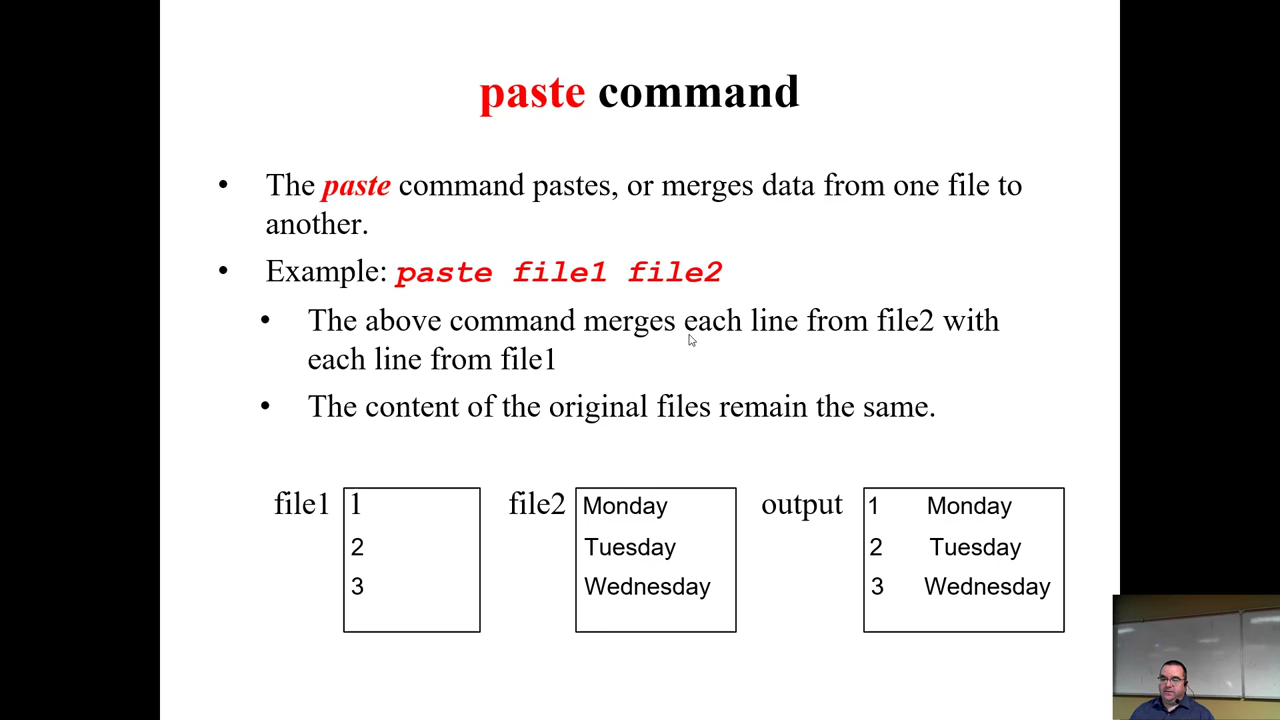 paste command
• The paste command pastes, or merges data from one file to
another.
• Example: paste file1 file2
• The above command merges each line from file2 with
each line from file1
• The content of the original files remain the same.
file1 1 file2 Monday output 1 Monday
2 Tuesday 2 Tuesday
3 Wednesday 3 Wednesday